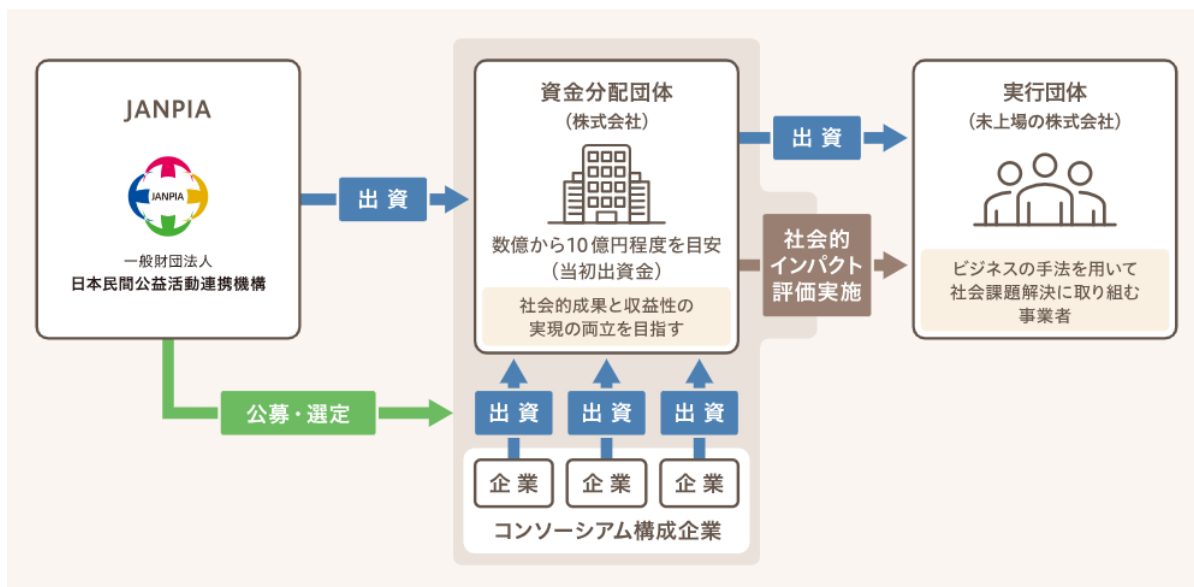 JANPIA
JANPIA
一般財団法人
日本民間公益活動連携機構
出資
公募・選定
資金分配団体
（株式会社）
数億から10億円程度を目安
（当初出資金）
社会的成果と収益性の
実現の両立を目指す
出資
出資
出資
企業
企業
企業
コンソーシアム構成企業
出資
社会的
インパクト
評価実施
実行団体
（未上場の株式会社）
ビジネスの手法を用いて
社会課題解決に取り組む
事業者